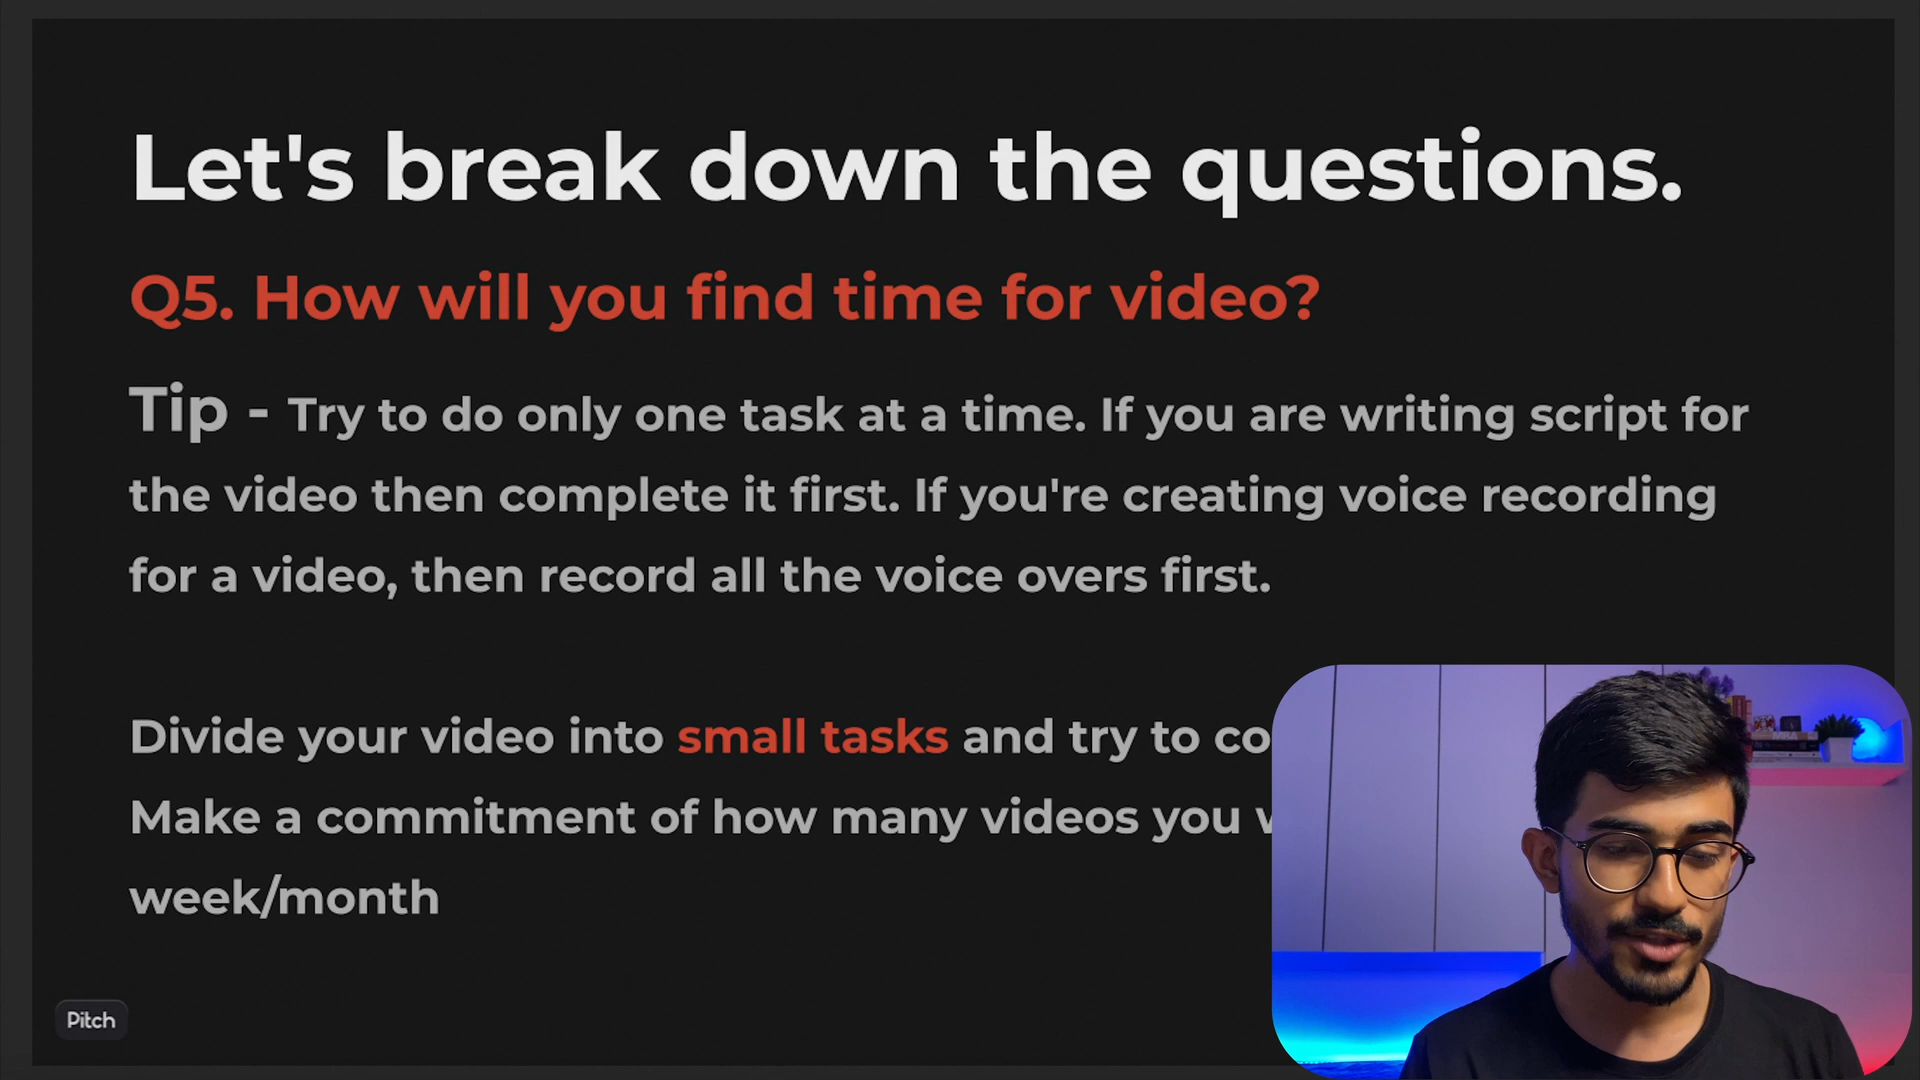 Let's break down the questions.
Q5. How will you find time for video?
Tip - Try to do only one task at a time. If you are writing script for
the video then complete it first. If you're creating voice recording
for a video, then record all the voice overs first.
Divide your video into small tasks and try to
Make a commitment of how many videos you
week/month
Pitch